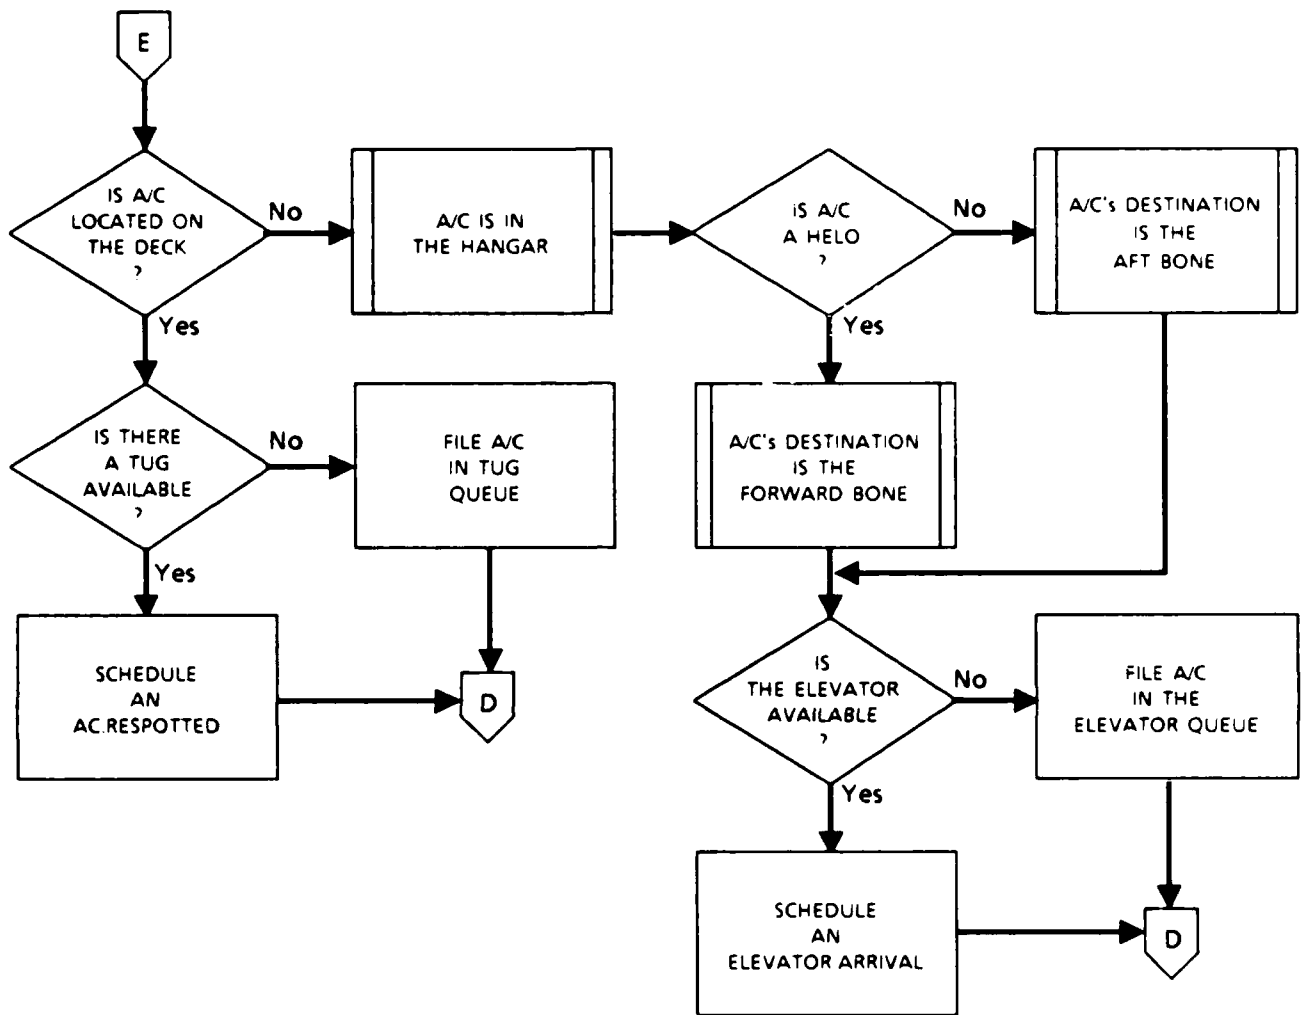 E
IS A/C
LOCATED ON
THE DECK
?
No
A/C IS IN
THE HANGAR
IS A/C
A HELO
?
No
A/C's DESTINATION
IS THE
AFT BONE
Yes
Yes
IS THERE
A TUG
AVAILABLE
?
No
FILE A/C
IN TUG
QUEUE
A/C's DESTINATION
IS THE
FORWARD BONE
Yes
SCHEDULE
AN
AC.RESPOTTED
D
IS
THE ELEVATOR
AVAILABLE
?
No
FILE A/C
IN THE
ELEVATOR QUEUE
Yes
SCHEDULE
AN
ELEVATOR ARRIVAL
D